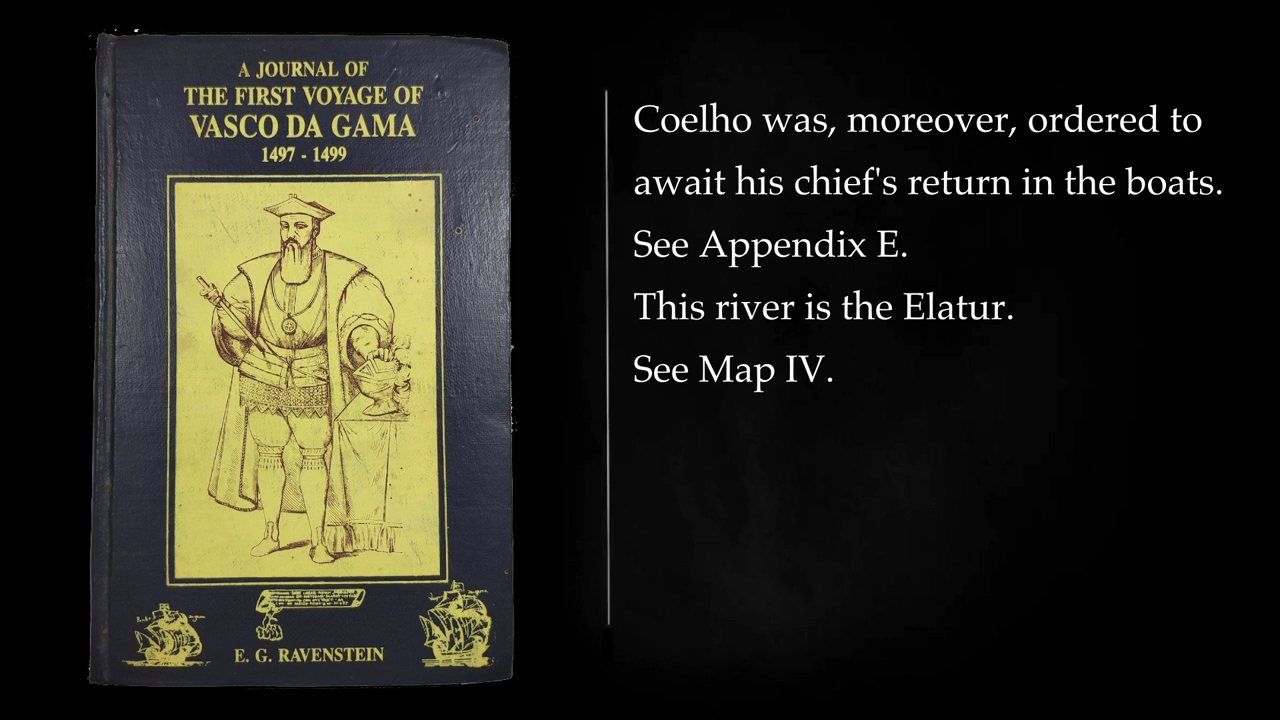 A JOURNAL OF
THE FIRST VOYAGE OF
VASCO DA GAMA
1497 - 1499
E. G. RAVENSTEIN
Coelho was, moreover, ordered to
await his chief's return in the boats.
See Appendix E.
This river is the Elatur.
See Map IV.